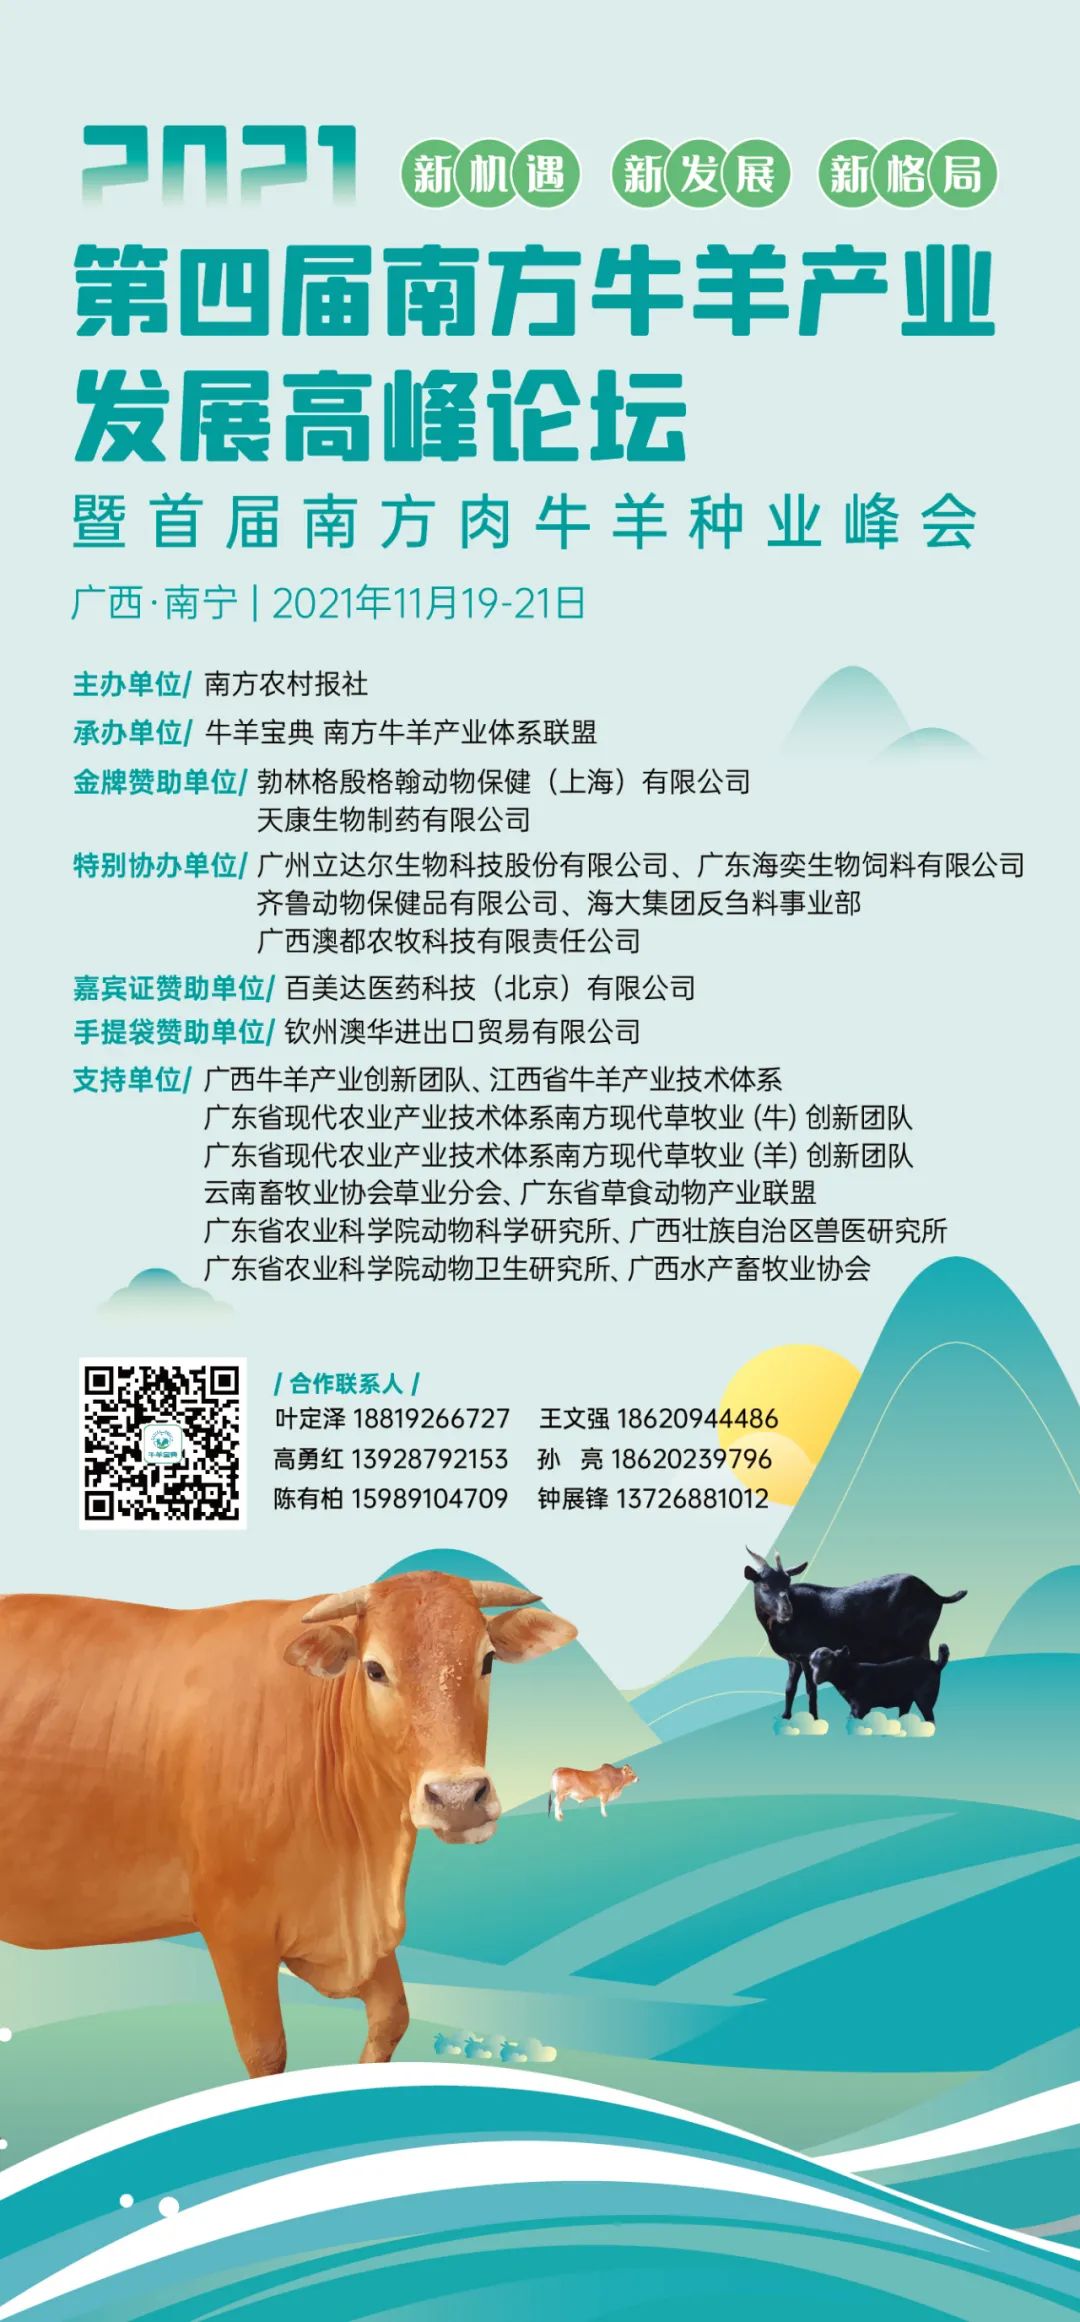 2021 新机遇 新发展 新格局
第四届南方牛羊产业
发展高峰论坛
暨首届南方肉牛羊种业峰会
广西·南宁 | 2021年11月19-21日
主办单位/ 南方农村报社
承办单位/ 牛羊宝典 南方牛羊产业体系联盟
金牌赞助单位/ 勃林格殷格翰动物保健（上海）有限公司
天康生物制药有限公司
特别协办单位/ 广州立达尔生物科技股份有限公司、广东海奕生物饲料有限公司
齐鲁动物保健品有限公司、海大集团反刍料事业部
广西澳都农牧科技有限责任公司
嘉宾证赞助单位/ 百美达医药科技（北京）有限公司
手提袋赞助单位/ 钦州澳华进出口贸易有限公司
支持单位/ 广西牛羊产业创新团队、江西省牛羊产业技术体系
广东省现代农业产业技术体系南方现代草牧业 (牛) 创新团队
广东省现代农业产业技术体系南方现代草牧业 (羊) 创新团队
云南畜牧业协会草业分会、广东省草食动物产业联盟
广东省农业科学院动物科学研究所、广西壮族自治区兽医研究所
广东省农业科学院动物卫生研究所、广西水产畜牧业协会
/ 合作联系人 /
叶定泽 18819266727 王文强 18620944486
高勇红 13928792153 孙 亮 18620239796
陈有柏 15989104709 钟展锋 13726881012
牛羊宝典